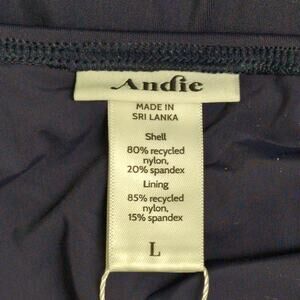 Andie
MADE IN
SRI LANKA
Shell
80% recycled
nylon,
20% spandex
Lining
85% recycled
nylon,
15% spandex
L